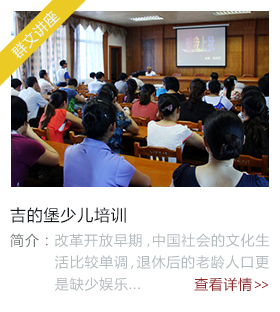 群文讲座
吉的堡少儿培训
简介：改革开放早期,中国社会的文化生
活比较单调,退休后的老龄人口更
是缺少娱乐... 查看详情>>